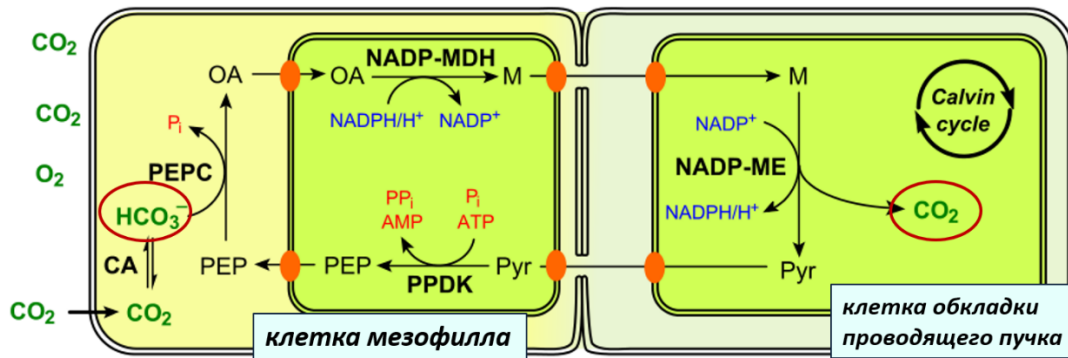 CO₂
CO₂
O₂
HCO₃⁻
CA
CO₂
CO₂
OA
Pᵢ
PEPC
PEP
OA
NADP-MDH
M
NADPH/H⁺
NADP⁺
PPᵢ
AMP
Pᵢ
ATP
PEP
PPDK
Pyr
клетка мезофилла
M
NADP⁺
NADP-ME
NADPH/H⁺
CO₂
Pyr
Calvin
cycle
клетка обкладки
проводящего пучка